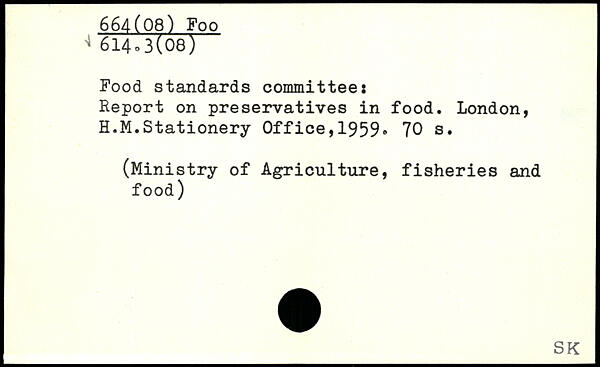 664(08) Foo
614.3(08)
Food standards committee:
Report on preservatives in food. London,
H.M.Stationery Office,1959. 70 s.
(Ministry of Agriculture, fisheries and
food)
SK